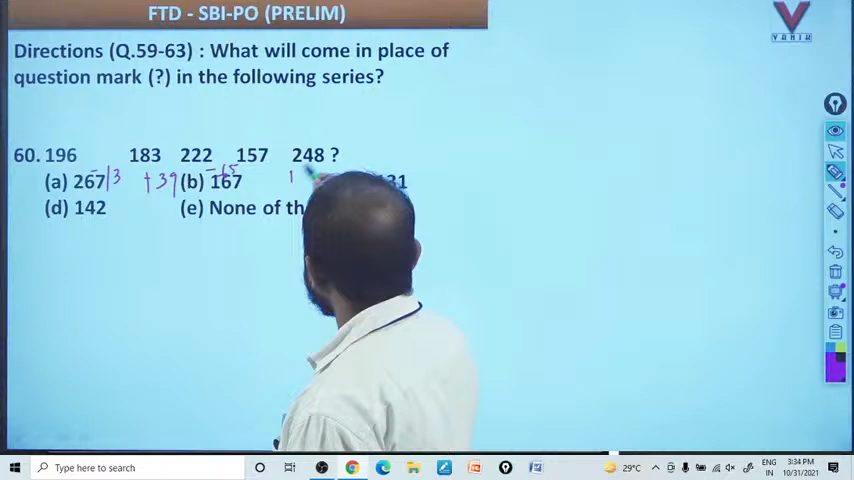 FTD - SBI-PO (PRELIM)
VANIK
Directions (Q.59-63) : What will come in place of
question mark (?) in the following series?
60. 196 183 222 157 248 ?
-13 +39 -65
(a) 267 (b) 167 131
(d) 142 (e) None of th
Type here to search
29°C
ENG
IN
3:34 PM
10/31/2021